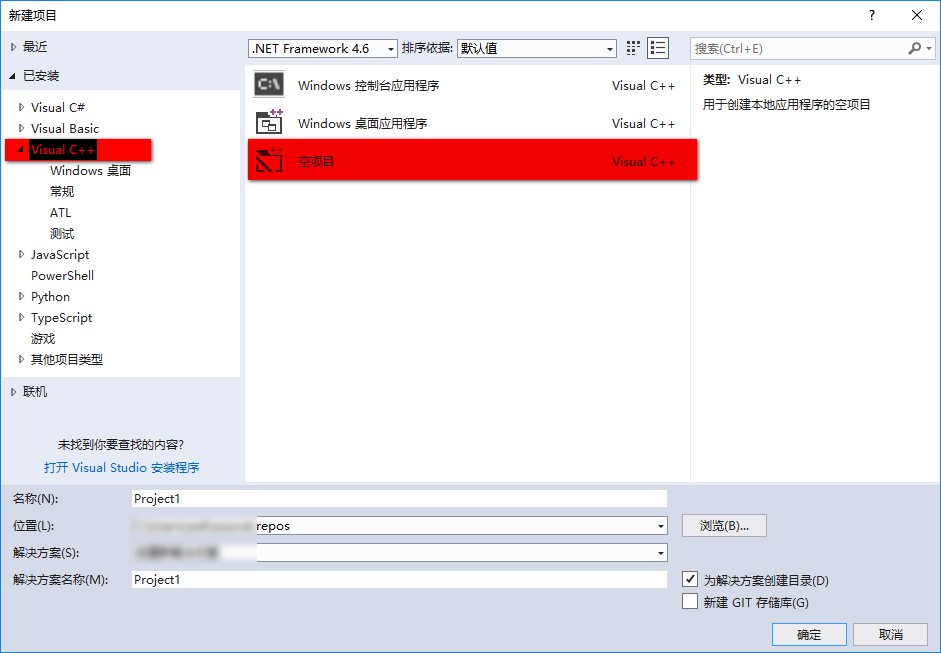 新建项目
?
最近
.NET Framework 4.6
排序依据:
默认值
搜索(Ctrl+E)
已安装
Visual C#
Visual Basic
Visual C++
Windows 桌面
常规
ATL
测试
JavaScript
PowerShell
Python
TypeScript
游戏
其他项目类型
联机
未找到你要查找的内容?
打开 Visual Studio 安装程序
C:\
Windows 控制台应用程序
Visual C++
Windows 桌面应用程序
Visual C++
空项目
Visual C++
类型: Visual C++
用于创建本地应用程序的空项目
名称(N):
Project1
位置(L):
repos
浏览(B)...
解决方案(S):
解决方案名称(M):
Project1
为解决方案创建目录(D)
新建 GIT 存储库(G)
确定
取消